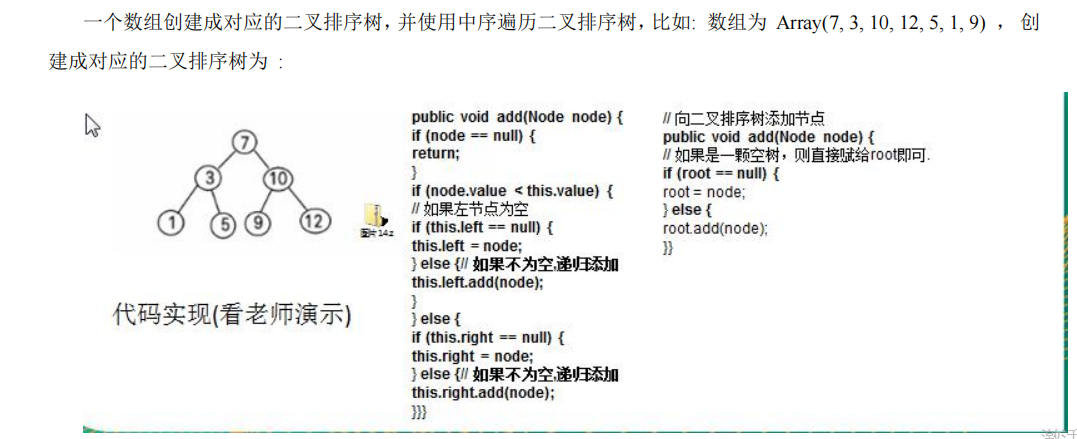 一个数组创建成对应的二叉排序树，并使用中序遍历二叉排序树，比如: 数组为 Array(7, 3, 10, 12, 5, 1, 9) ， 创
建成对应的二叉排序树为 :
7
3
10
1
5
9
12
图片14.z
代码实现(看老师演示)
public void add(Node node) {
if (node == null) {
return;
}
if (node.value < this.value) {
// 如果左节点为空
if (this.left == null) {
this.left = node;
} else {// 如果不为空,递归添加
this.left.add(node);
}
} else {
if (this.right == null) {
this.right = node;
} else {// 如果不为空,递归添加
this.right.add(node);
}}}
// 向二叉排序树添加节点
public void add(Node node) {
// 如果是一颗空树，则直接赋给root即可.
if (root == null) {
root = node;
} else {
root.add(node);
}}